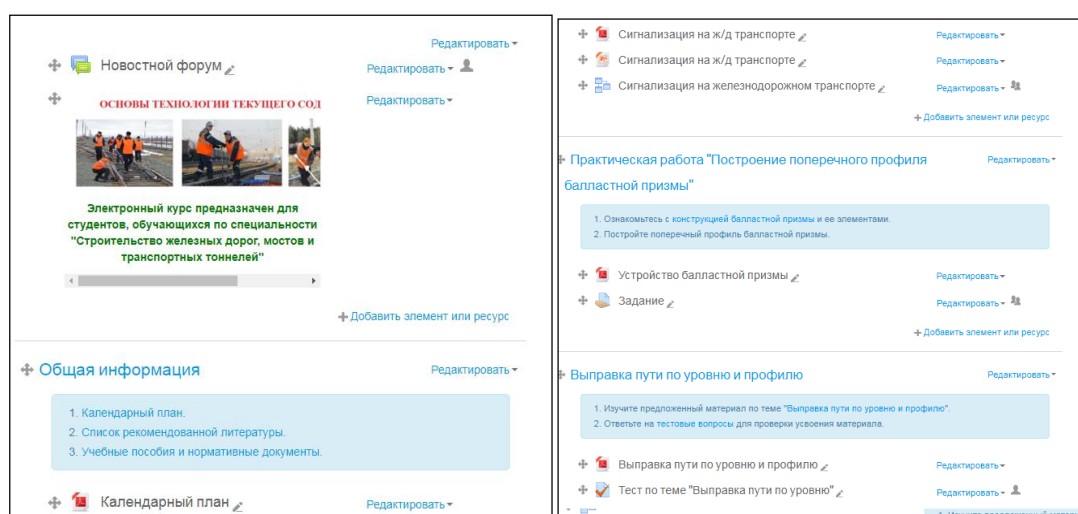 Редактировать
Новостной форум
Редактировать
Редактировать
ОСНОВЫ ТЕХНОЛОГИИ ТЕКУЩЕГО СОД
Электронный курс предназначен для
студентов, обучающихся по специальности
"Строительство железных дорог, мостов и
транспортных тоннелей"
Добавить элемент или ресурс
Общая информация
Редактировать
1. Календарный план.
2. Список рекомендованной литературы.
3. Учебные пособия и нормативные документы.
Календарный план
Редактировать
Сигнализация на ж/д транспорте
Редактировать
Сигнализация на ж/д транспорте
Редактировать
Сигнализация на железнодорожном транспорте
Редактировать
Добавить элемент или ресурс
Практическая работа "Построение поперечного профиля
Редактировать
балластной призмы"
1. Ознакомьтесь с конструкцией балластной призмы и ее элементами.
2. Постройте поперечный профиль балластной призмы.
Устройство балластной призмы
Редактировать
Задание
Редактировать
Добавить элемент или ресурс
Выправка пути по уровню и профилю
Редактировать
1. Изучите предложенный материал по теме "Выправка пути по уровню и профилю".
2. Ответьте на тестовые вопросы для проверки усвоения материала.
Выправка пути по уровню и профилю
Редактировать
Тест по теме "Выправка пути по уровню"
Редактировать